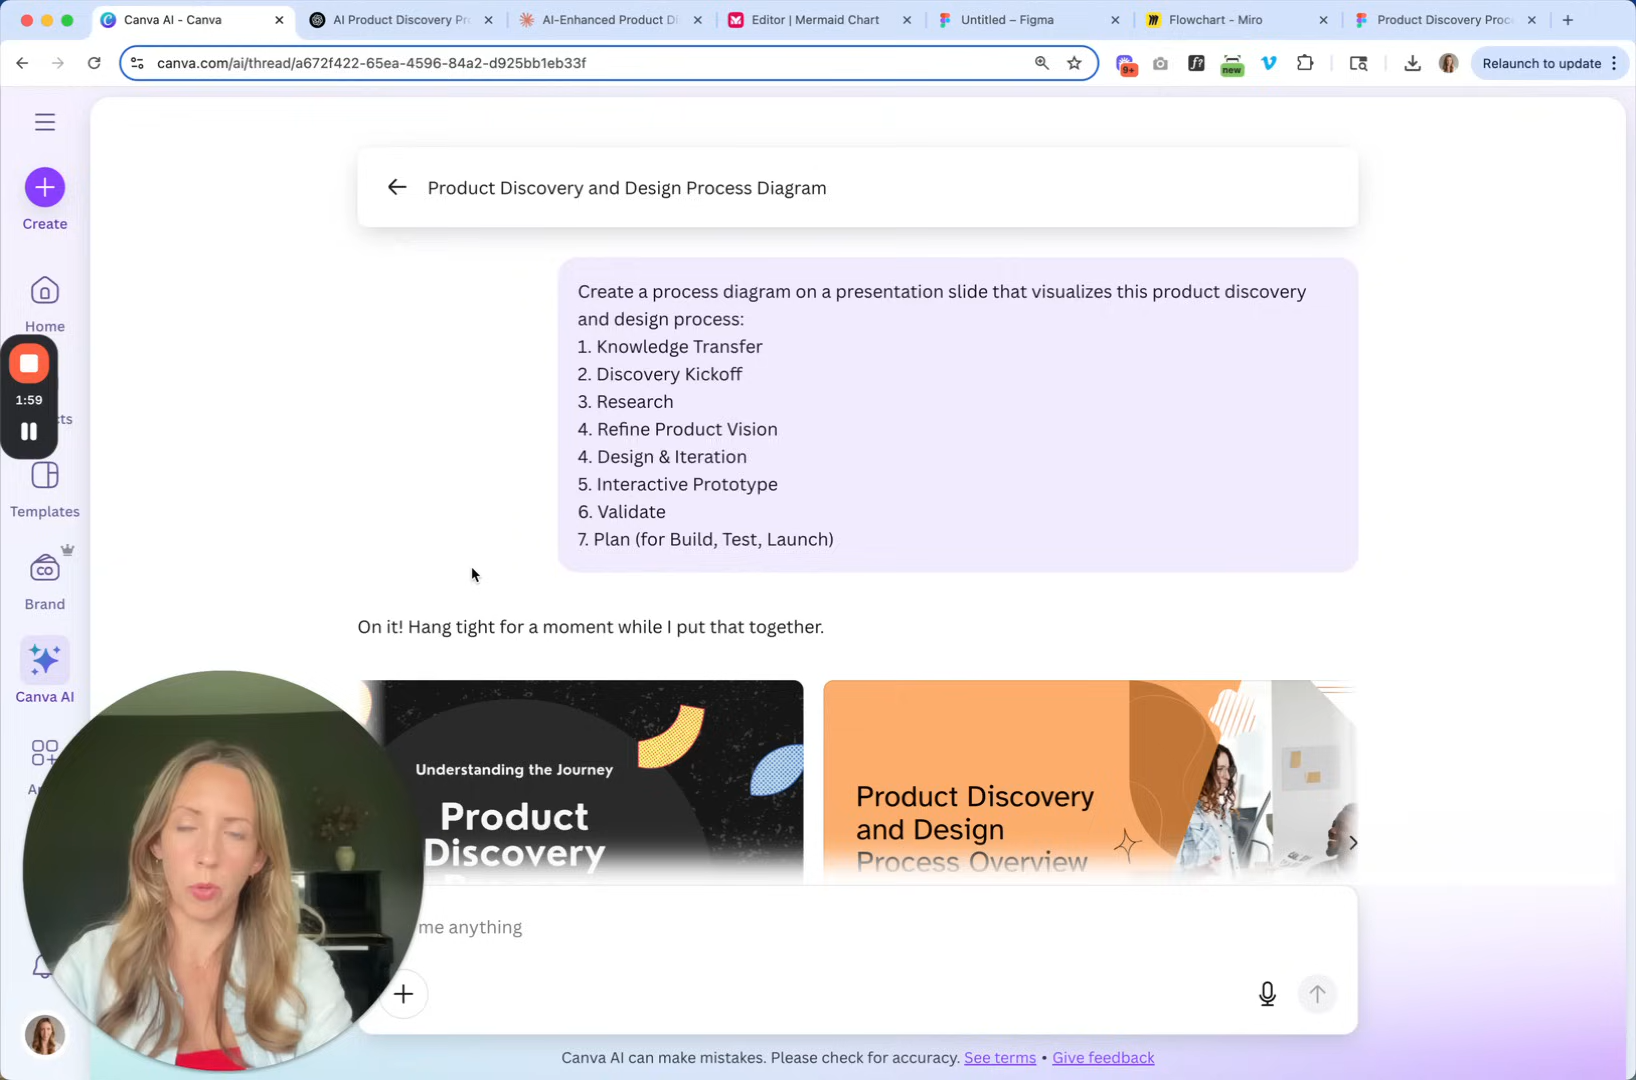 Canva AI - Canva
AI Product Discovery Pr
AI-Enhanced Product Di
Editor | Mermaid Chart
Untitled – Figma
Flowchart - Miro
Product Discovery Proc
canva.com/ai/thread/a672f422-65ea-4596-84a2-d925bb1eb33f
9+
f?
new
Relaunch to update
Create
Home
1:59
cts
Templates
CO
Brand
Canva AI
Product Discovery and Design Process Diagram
Create a process diagram on a presentation slide that visualizes this product discovery
and design process:
1. Knowledge Transfer
2. Discovery Kickoff
3. Research
4. Refine Product Vision
4. Design & Iteration
5. Interactive Prototype
6. Validate
7. Plan (for Build, Test, Launch)
On it! Hang tight for a moment while I put that together.
Understanding the Journey
Product
Discovery
Product Discovery
and Design
Process Overview
me anything
Canva AI can make mistakes. Please check for accuracy. See terms • Give feedback